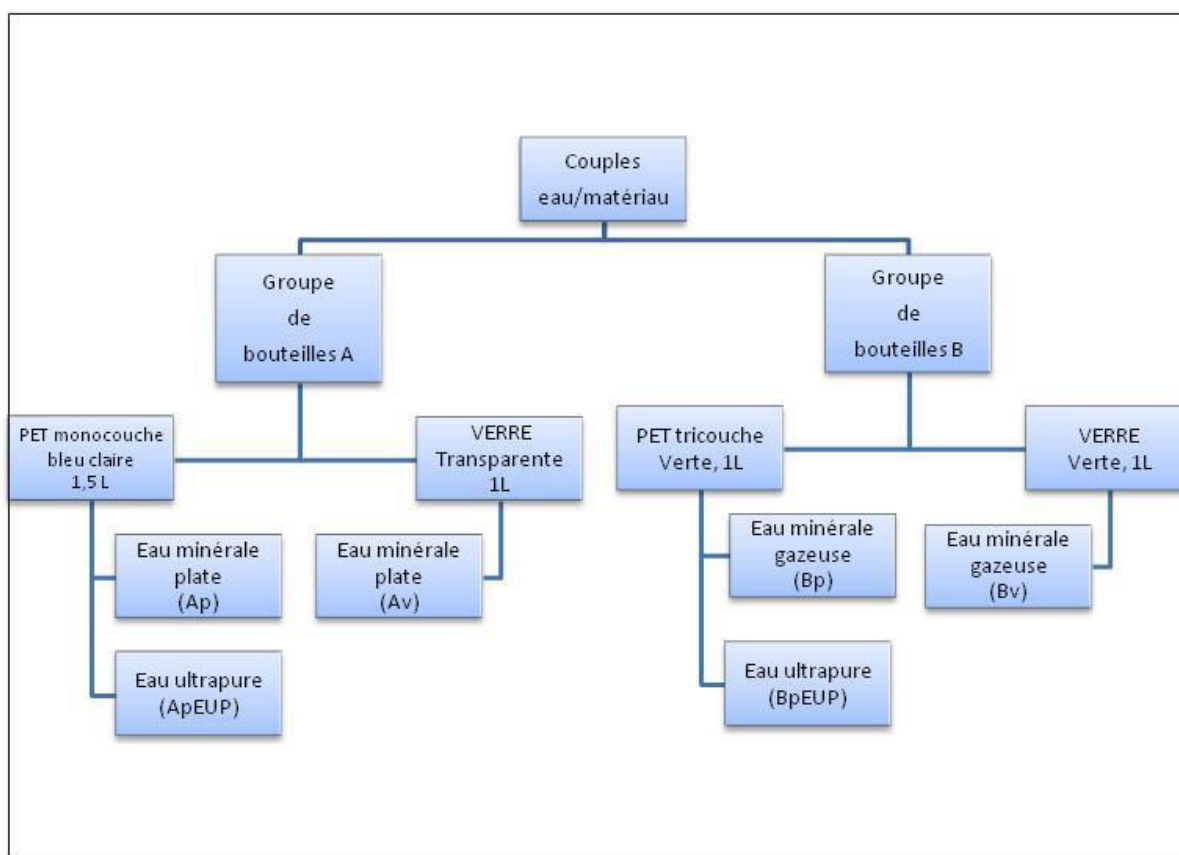 Couples
eau/matériau
Groupe
de
bouteilles A
Groupe
de
bouteilles B
PET monocouche
bleu claire
1,5 L
VERRE
Transparente
1L
PET tricouche
Verte, 1L
VERRE
Verte, 1L
Eau minérale
plate
(Ap)
Eau minérale
plate
(Av)
Eau minérale
gazeuse
(Bp)
Eau minérale
gazeuse
(Bv)
Eau ultrapure
(ApEUP)
Eau ultrapure
(BpEUP)